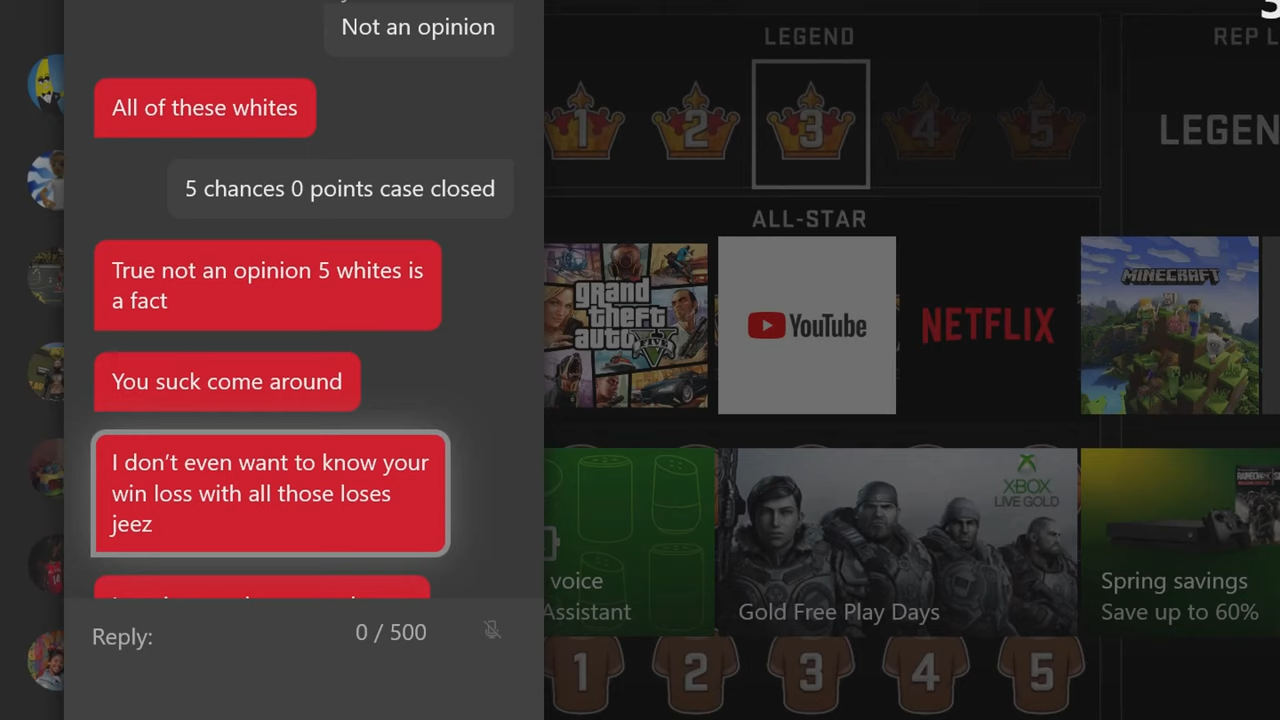 Not an opinion
All of these whites
5 chances 0 points case closed
True not an opinion 5 whites is
a fact
You suck come around
I don't even want to know your
win loss with all those loses
jeez
Reply:
0 / 500
LEGEND
REP L
1
2
3
4
5
LEGEN
ALL-STAR
grand
theft
auto
V
FIVE
YouTube
NETFLIX
MINECRAFT
voice
Assistant
XBOX
LIVE GOLD
Gold Free Play Days
Spring savings
Save up to 60%
1
2
3
4
5